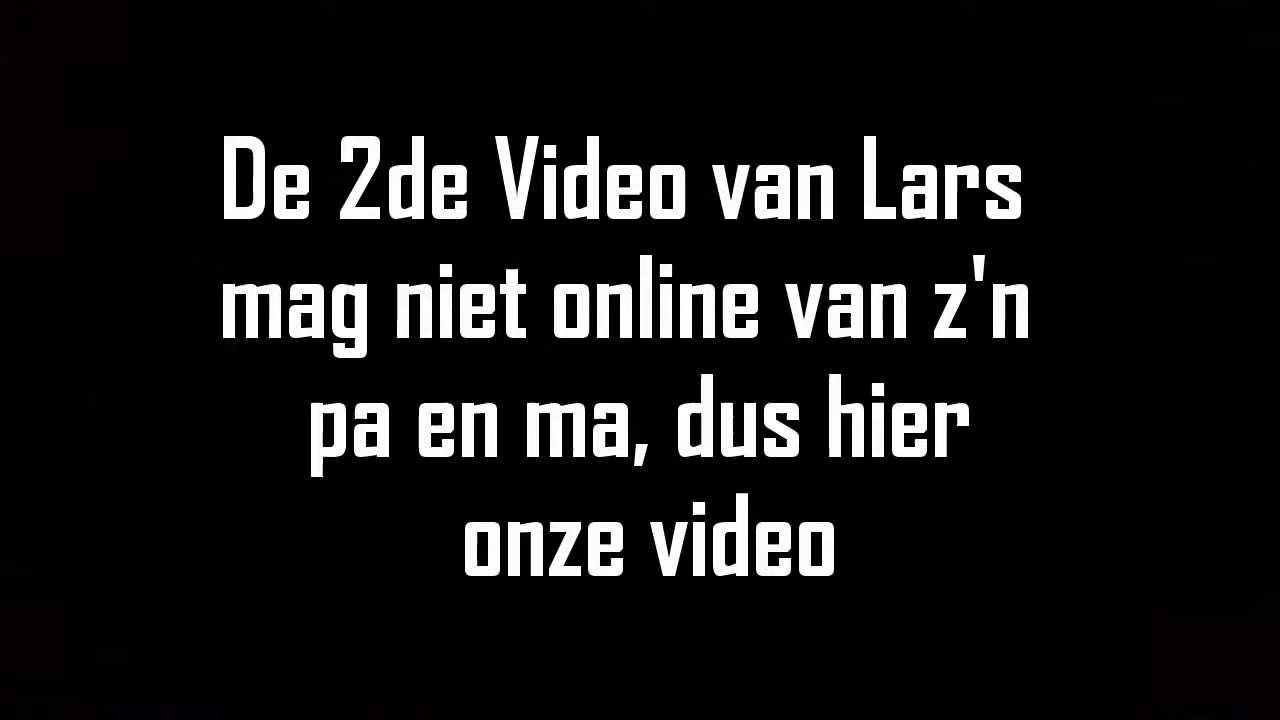 De 2de Video van Lars
mag niet online van z'n
pa en ma, dus hier
onze video